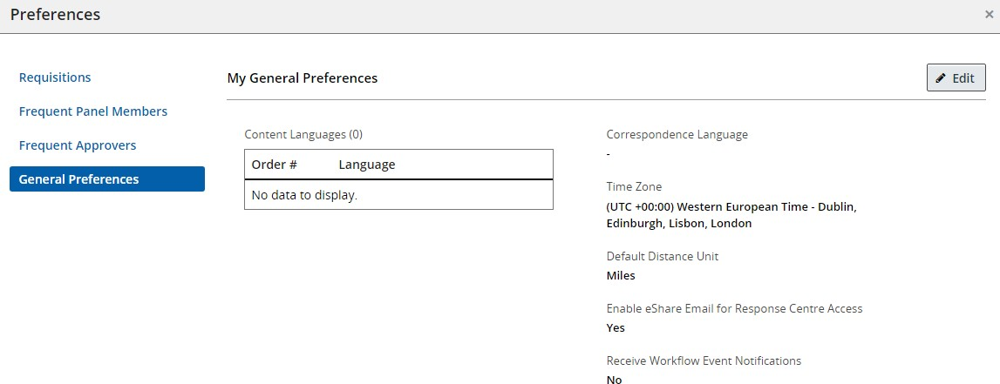 Preferences
×
Requisitions
Frequent Panel Members
Frequent Approvers
General Preferences
My General Preferences
Edit
Content Languages (0)
Order # Language
No data to display.
Correspondence Language
-
Time Zone
(UTC +00:00) Western European Time - Dublin,
Edinburgh, Lisbon, London
Default Distance Unit
Miles
Enable eShare Email for Response Centre Access
Yes
Receive Workflow Event Notifications
No